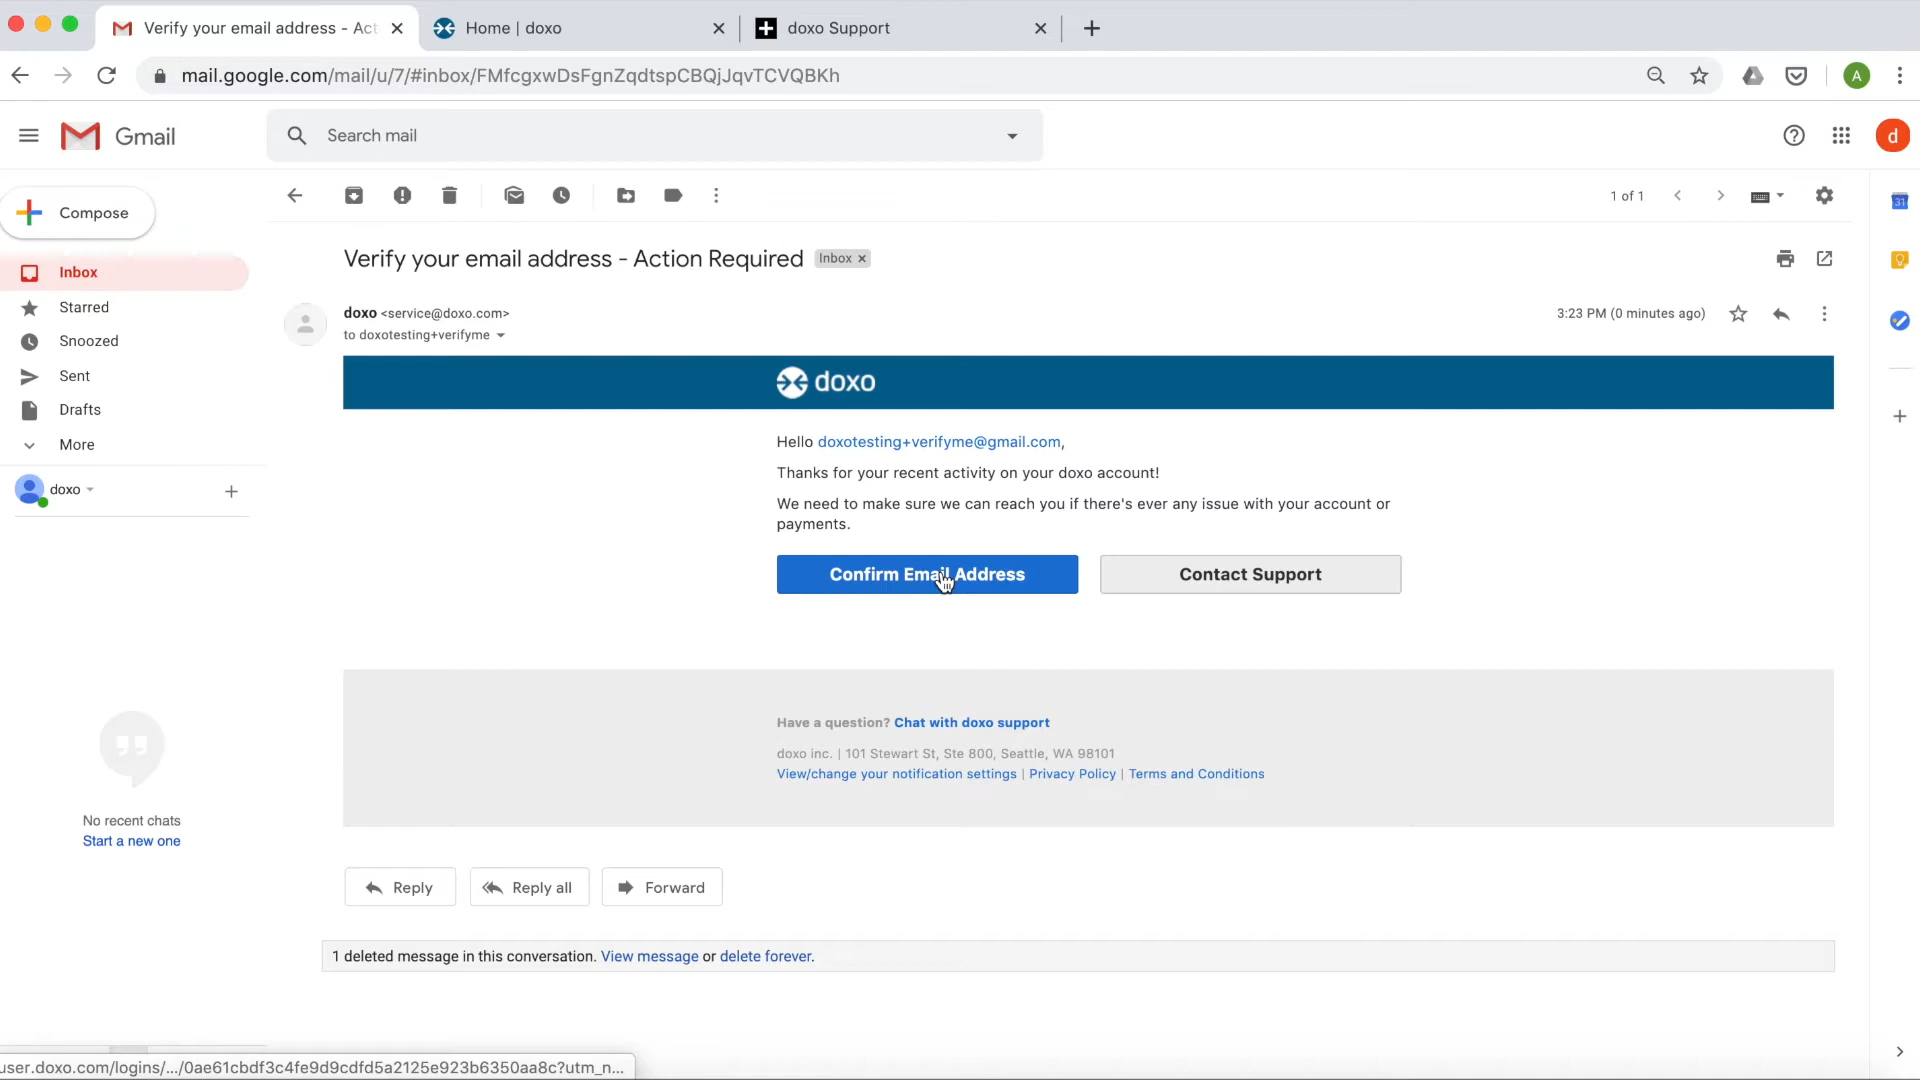 Verify your email address - Act
Home | doxo
doxo Support
mail.google.com/mail/u/7/#inbox/FMfcgxwDsFgnZqdtspCBQjJqvTCVQBKh
A
Gmail
Search mail
d
Compose
1 of 1
31
Verify your email address - Action Required
Inbox x
Inbox
Starred
Snoozed
Sent
Drafts
More
doxo
doxo <service@doxo.com>
3:23 PM (0 minutes ago)
to doxotesting+verifyme
doxo
Hello doxotesting+verifyme@gmail.com,
Thanks for your recent activity on your doxo account!
We need to make sure we can reach you if there's ever any issue with your account or
payments.
Confirm Email Address
Contact Support
Have a question? Chat with doxo support
doxo inc. | 101 Stewart St, Ste 800, Seattle, WA 98101
View/change your notification settings | Privacy Policy | Terms and Conditions
No recent chats
Start a new one
Reply
Reply all
Forward
1 deleted message in this conversation. View message or delete forever.
user.doxo.com/logins/.../0ae61cbdf3c4fe9d9cdfd5a2125e923b6350aa8c?utm_n...